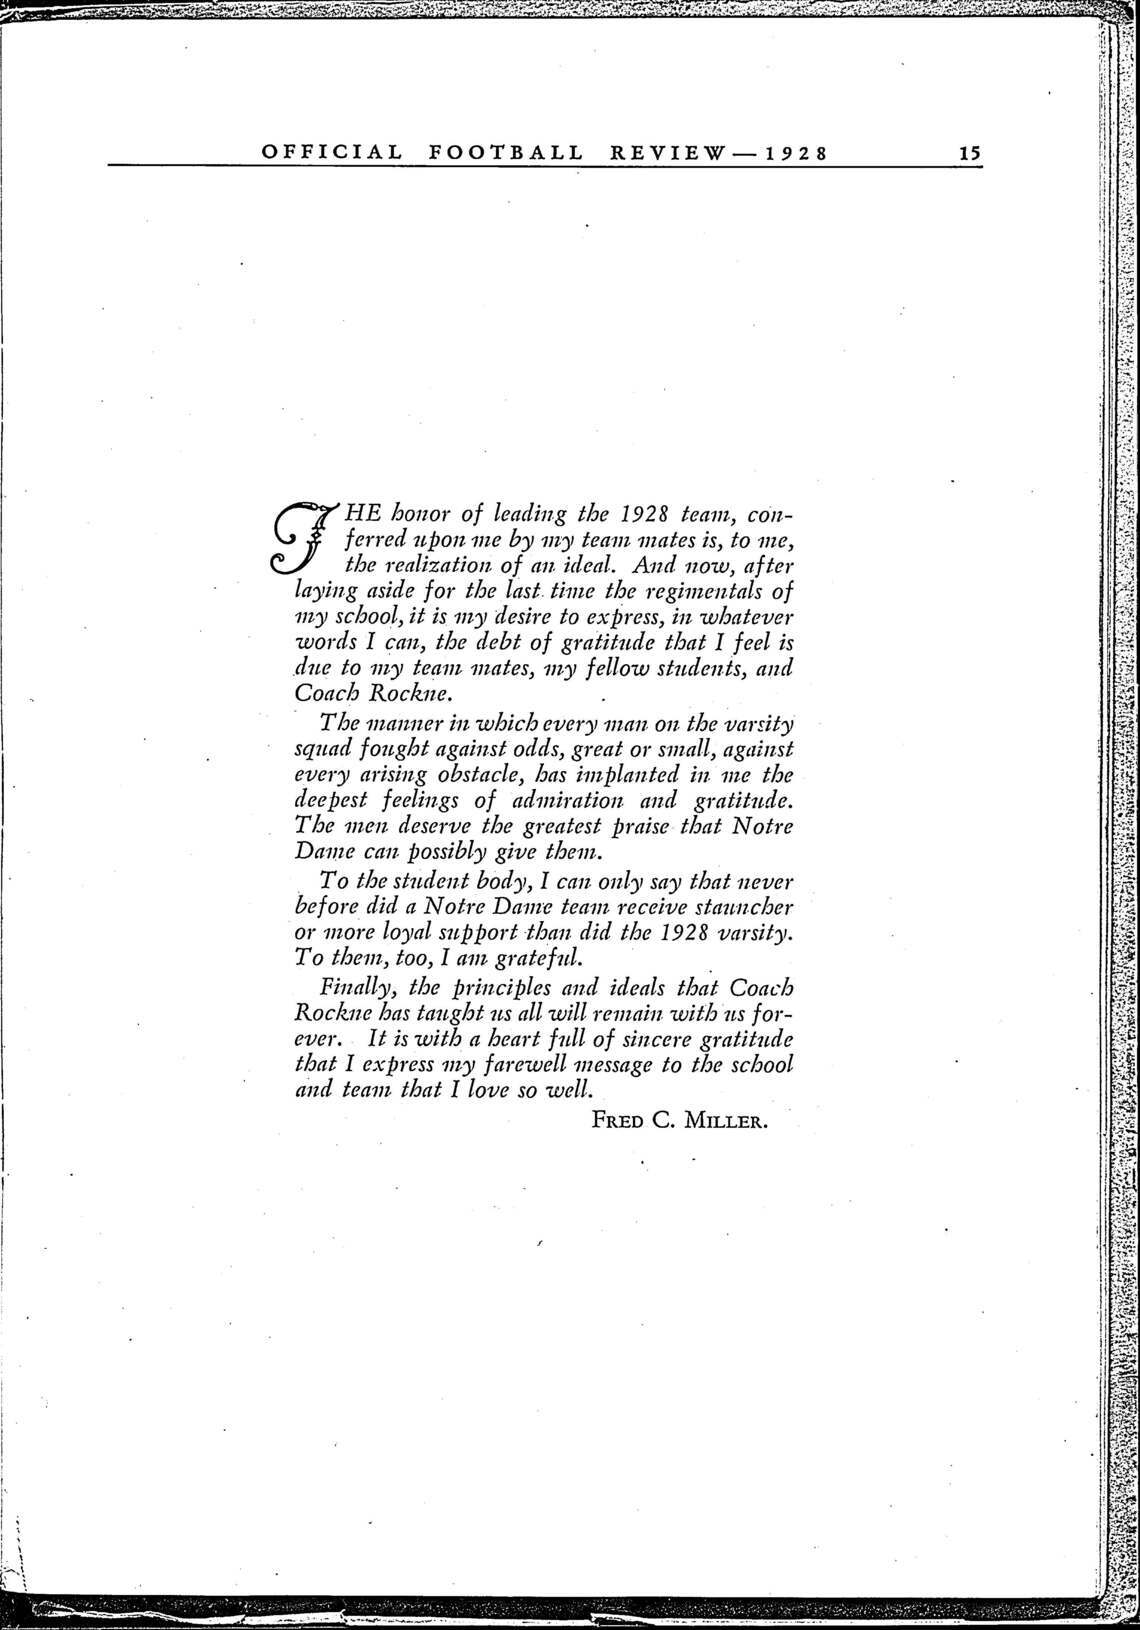 OFFICIAL FOOTBALL REVIEW—1928 15
THE honor of leading the 1928 team, con-
ferred upon me by my team mates is, to me,
the realization of an ideal. And now, after
laying aside for the last time the regimentals of
my school, it is my desire to express, in whatever
words I can, the debt of gratitude that I feel is
due to my team mates, my fellow students, and
Coach Rockne.
The manner in which every man on the varsity
squad fought against odds, great or small, against
every arising obstacle, has implanted in me the
deepest feelings of admiration and gratitude.
The men deserve the greatest praise that Notre
Dame can possibly give them.
To the student body, I can only say that never
before did a Notre Dame team receive stauncher
or more loyal support than did the 1928 varsity.
To them, too, I am grateful.
Finally, the principles and ideals that Coach
Rockne has taught us all will remain with us for-
ever. It is with a heart full of sincere gratitude
that I express my farewell message to the school
and team that I love so well.
FRED C. MILLER.